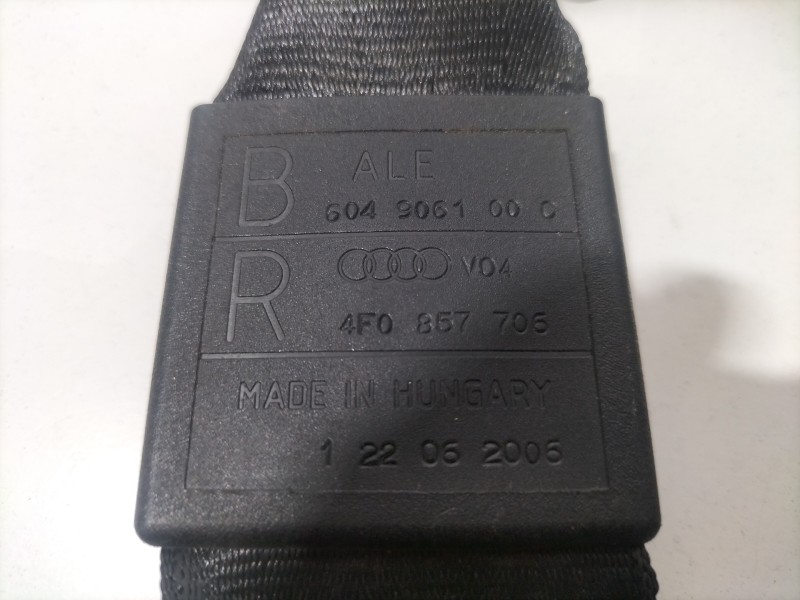 B ALE
604 9061 00 C
R V04
4F0 857 706
MADE IN HUNGARY
1 22 06 2006